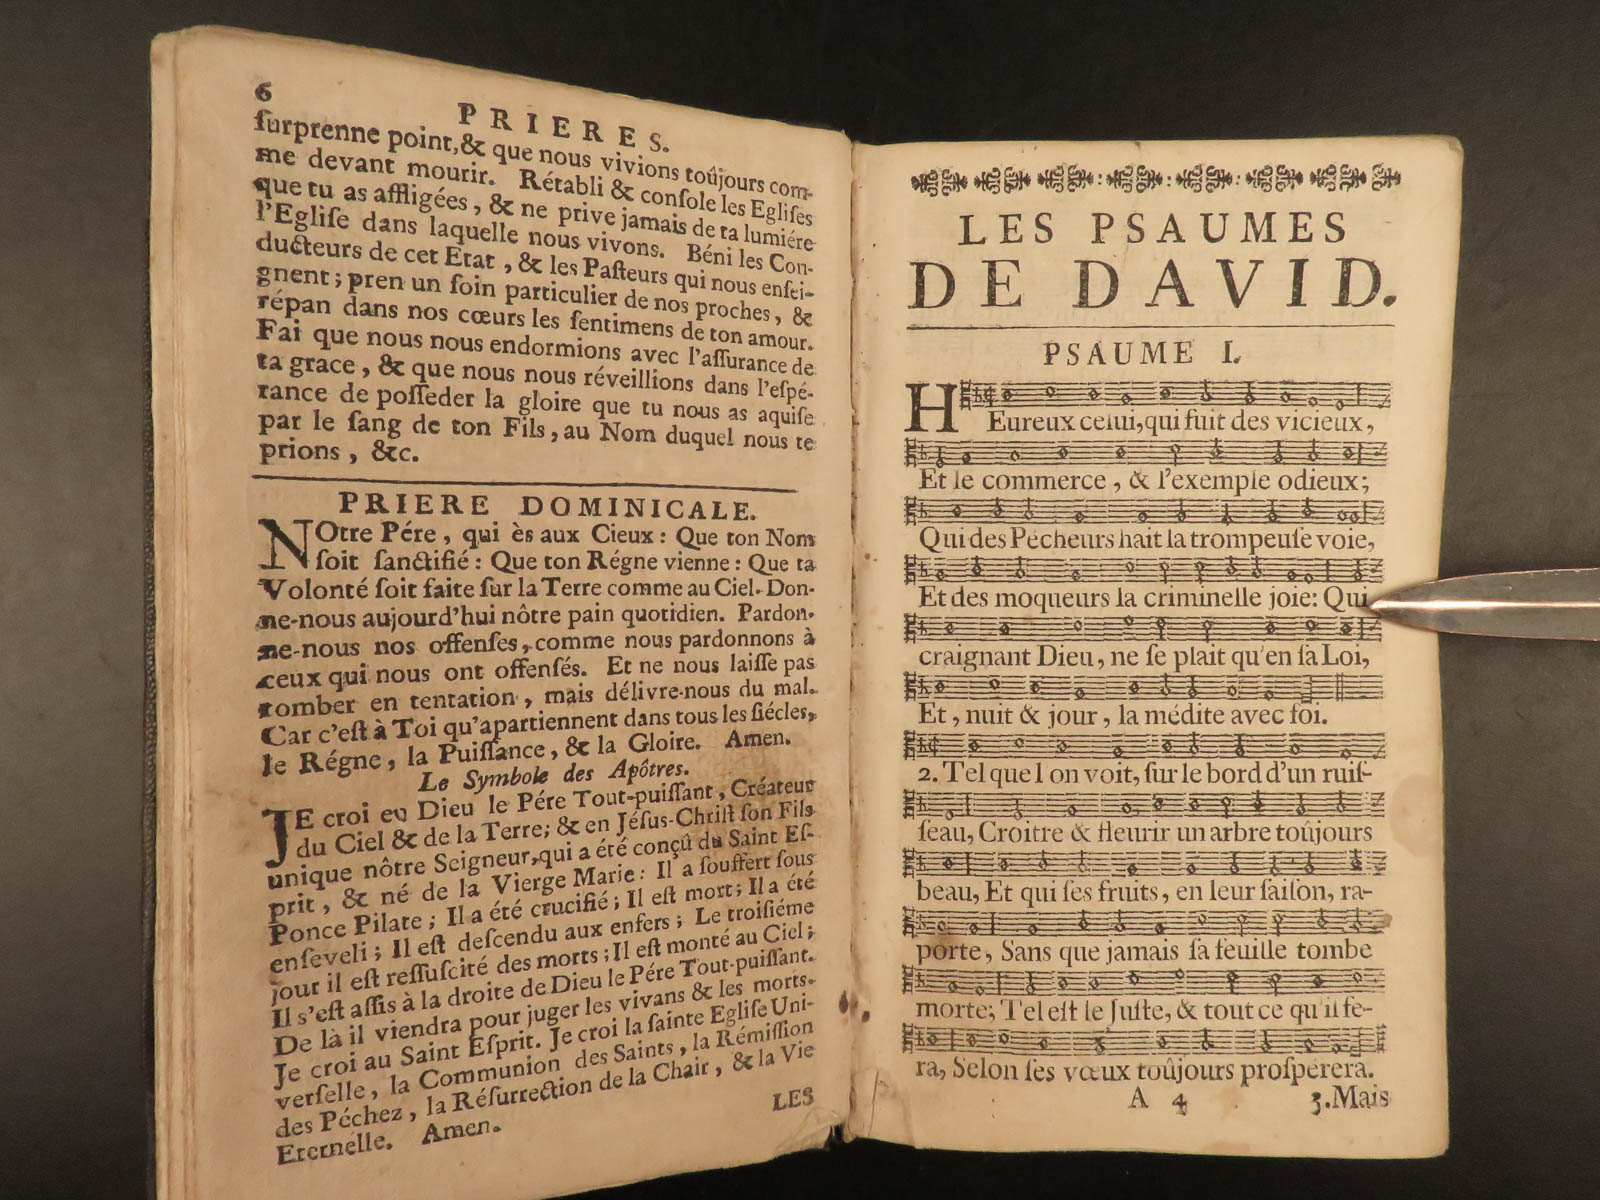 6
PRIERES.
ſurprenne point, & que nous vivions toûjours com-
me devant mourir. Rétabli & conſole les Egliſes
que tu as affligées, & ne prive jamais de ta lumiére
l'Egliſe dans laquelle nous vivons. Béni les Con-
ducteurs de cet Etat, & les Paſteurs qui nous enſei-
gnent; pren un ſoin particulier de nos proches, &
répan dans nos cœurs les ſentimens de ton amour.
Fai que nous nous endormions avec l'aſſurance de
ta grace, & que nous nous réveillions dans l'eſpé-
rance de poſſeder la gloire que tu nous as aquiſe
par le ſang de ton Fils, au Nom duquel nous te
prions, &c.
PRIERE DOMINICALE.
NOtre Pére, qui ès aux Cieux: Que ton Nom
ſoit ſanctifié: Que ton Régne vienne: Que ta
Volonté ſoit faite ſur la Terre comme au Ciel. Don-
ne-nous aujourd'hui nôtre pain quotidien. Pardon-
ne-nous nos offenſes, comme nous pardonnons à
ceux qui nous ont offenſés. Et ne nous laiſſe pas
tomber en tentation, mais délivre-nous du mal.
Car c'eſt à Toi qu'apartiennent dans tous les ſiécles,
le Régne, la Puiſſance, & la Gloire. Amen.
Le Symbole des Apôtres.
JE croi en Dieu le Pére Tout-puiſſant, Créateur
du Ciel & de la Terre; & en Jéſus-Chriſt ſon Fils
unique nôtre Seigneur, qui a été conçû du Saint Eſ-
prit, & né de la Vierge Marie: Il a ſouffert ſous
Ponce Pilate; Il a été crucifié; Il eſt mort; Il a été
enſeveli; Il eſt deſcendu aux enfers; Le troiſiéme
jour il eſt reſſuſcité des morts; Il eſt monté au Ciel;
Il s'eſt aſſis à la droite de Dieu le Pére Tout-puiſſant.
De là il viendra pour juger les vivans & les morts.
Je croi au Saint Eſprit. Je croi la ſainte Egliſe Uni-
verſelle, la Communion des Saints, la Rémiſſion
des Péchez, la Réſurrection de la Chair, & la Vie
Eternelle. Amen.
LES
LES PSAUMES
DE DAVID.
PSAUME I.
HEureux celui, qui fuit des vicieux,
Et le commerce, & l'exemple odieux;
Qui des Pécheurs hait la trompeuſe voie,
Et des moqueurs la criminelle joie: Qui
craignant Dieu, ne ſe plait qu'en ſa Loi,
Et, nuit & jour, la médite avec foi.
2. Tel que l'on voit, ſur le bord d'un ruiſ-
ſeau, Croître & fleurir un arbre toûjours
beau, Et qui ſes fruits, en leur ſaiſon, ra-
porte, Sans que jamais ſa feuille tombe
morte; Tel eſt le Juſte, & tout ce qu'il fe-
ra, Selon ſes vœux toûjours proſperera.
A 4
3. Mais